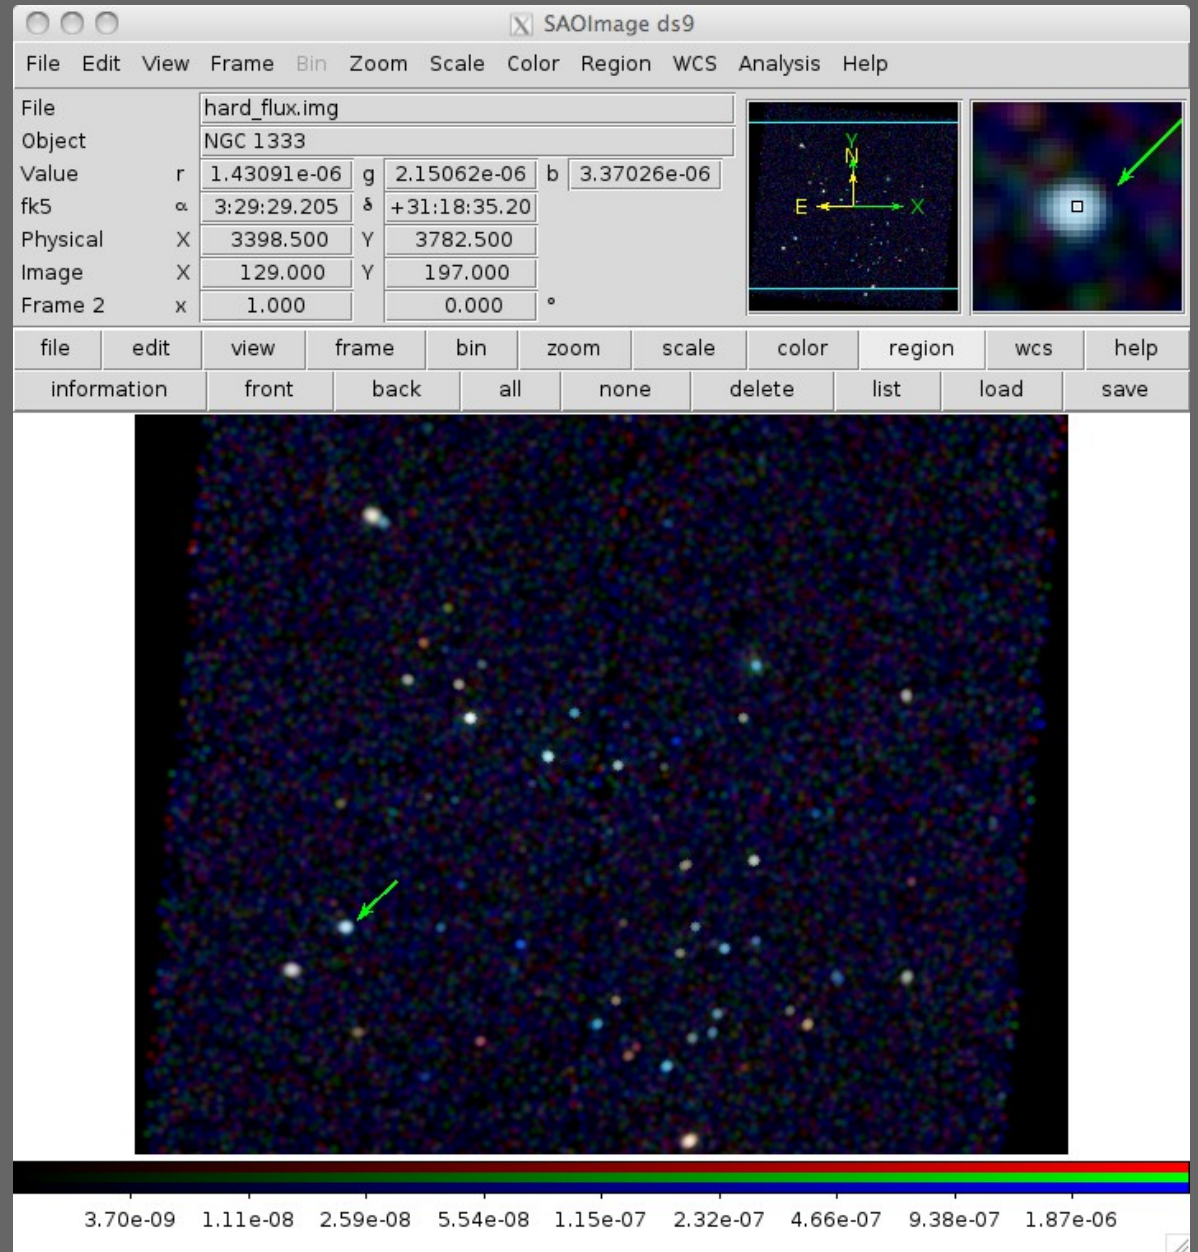 X SAOImage ds9
File Edit View Frame Bin Zoom Scale Color Region WCS Analysis Help
File hard_flux.img
Object NGC 1333
Value r 1.43091e-06 g 2.15062e-06 b 3.37026e-06
fk5 α 3:29:29.205 δ +31:18:35.20
Physical X 3398.500 Y 3782.500
Image X 129.000 Y 197.000
Frame 2 x 1.000 0.000 °
Y
N
E X
file edit view frame bin zoom scale color region wcs help
information front back all none delete list load save
3.70e-09 1.11e-08 2.59e-08 5.54e-08 1.15e-07 2.32e-07 4.66e-07 9.38e-07 1.87e-06